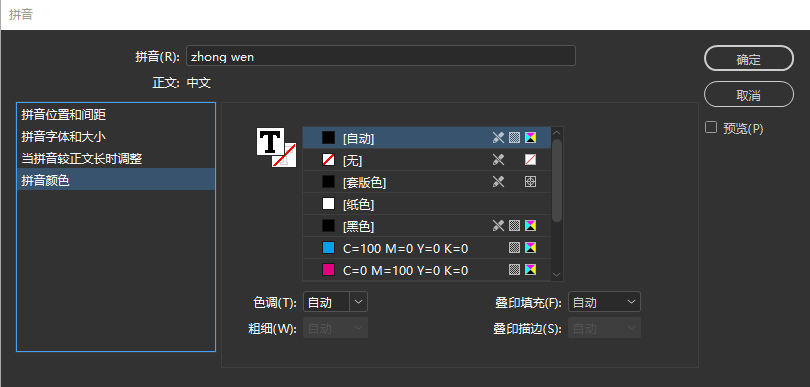 拼音
拼音(R): zhong wen
正文: 中文
确定
取消
预览(P)
拼音位置和间距
拼音字体和大小
当拼音较正文长时调整
拼音颜色
T
[自动]
[无]
[套版色]
[纸色]
[黑色]
C=100 M=0 Y=0 K=0
C=0 M=100 Y=0 K=0
色调(T): 自动
叠印填充(F): 自动
粗细(W): 自动
叠印描边(S): 自动